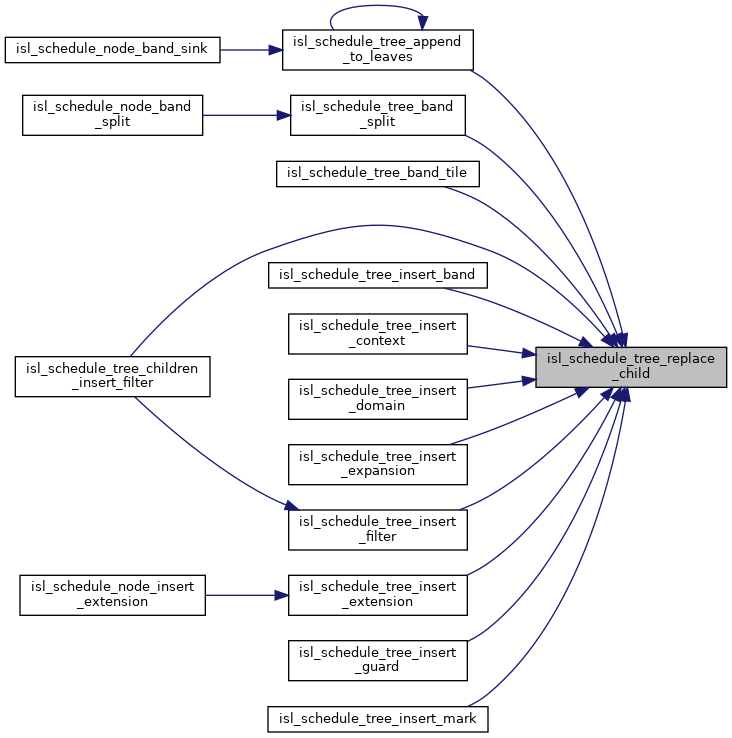 isl_schedule_node_band_sink
isl_schedule_tree_append
_to_leaves
isl_schedule_node_band
_split
isl_schedule_tree_band
_split
isl_schedule_tree_band_tile
isl_schedule_tree_insert_band
isl_schedule_tree_insert
_context
isl_schedule_tree_replace
_child
isl_schedule_tree_children
_insert_filter
isl_schedule_tree_insert
_domain
isl_schedule_tree_insert
_expansion
isl_schedule_tree_insert
_filter
isl_schedule_node_insert
_extension
isl_schedule_tree_insert
_extension
isl_schedule_tree_insert
_guard
isl_schedule_tree_insert_mark